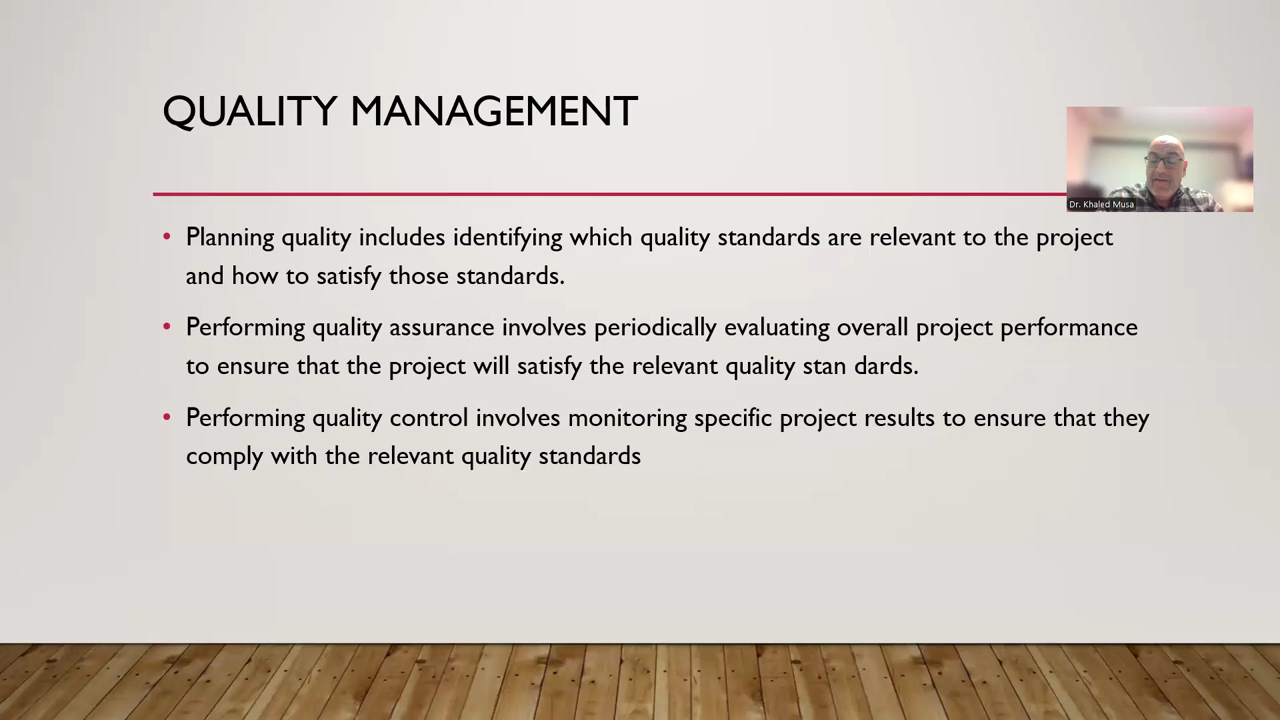 QUALITY MANAGEMENT
Dr. Khaled Musa
• Planning quality includes identifying which quality standards are relevant to the project
and how to satisfy those standards.
• Performing quality assurance involves periodically evaluating overall project performance
to ensure that the project will satisfy the relevant quality stan dards.
• Performing quality control involves monitoring specific project results to ensure that they
comply with the relevant quality standards